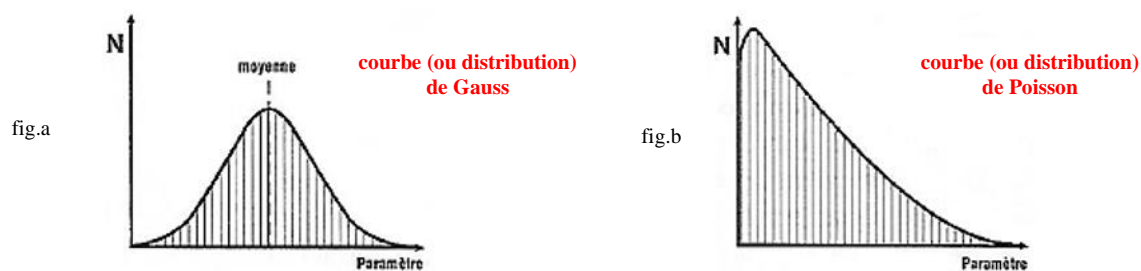 fig.a
N
moyenne
courbe (ou distribution)
de Gauss
Paramètre
fig.b
N
courbe (ou distribution)
de Poisson
Paramètre